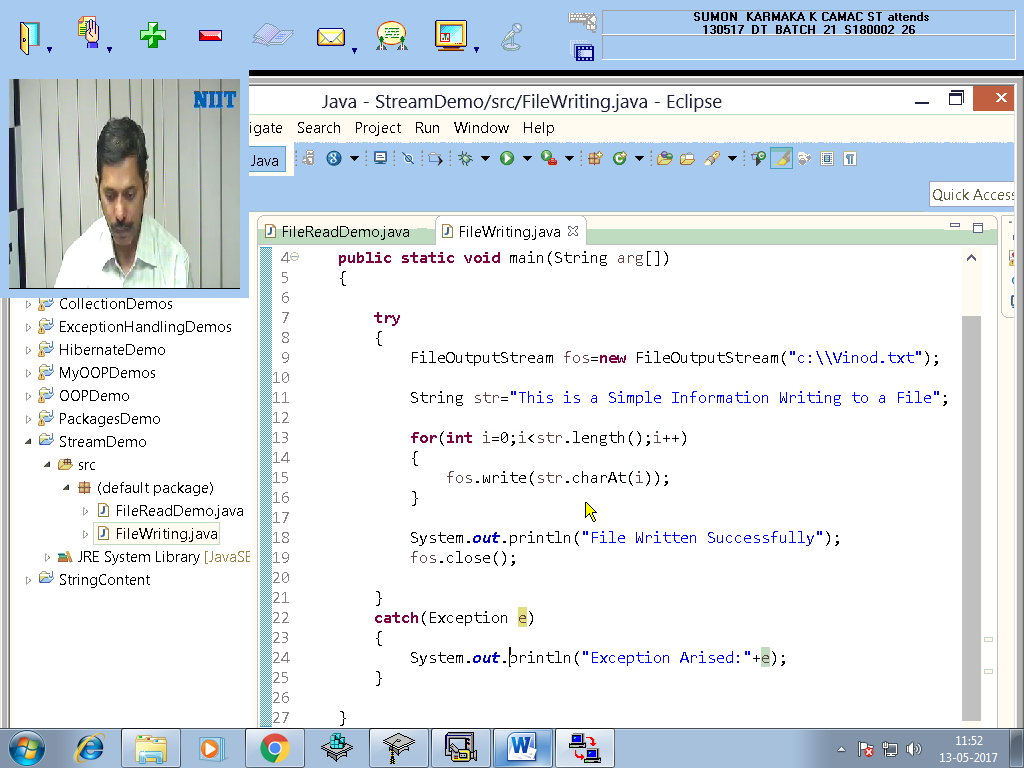 SUMON KARMAKA K CAMAC ST attends
130517 DT BATCH 21 S180002 26
NIIT
Java - StreamDemo/src/FileWriting.java - Eclipse
igate Search Project Run Window Help
Java
Quick Access
FileReadDemo.java
FileWriting.java
CollectionDemos
ExceptionHandlingDemos
HibernateDemo
MyOOPDemos
OOPDemo
PackagesDemo
StreamDemo
src
(default package)
FileReadDemo.java
FileWriting.java
JRE System Library [JavaSE
StringContent
4 public static void main(String arg[])
5 {
6
7 try
8 {
9 FileOutputStream fos=new FileOutputStream("c:\\Vinod.txt");
10
11 String str="This is a Simple Information Writing to a File";
12
13 for(int i=0;i<str.length();i++)
14 {
15 fos.write(str.charAt(i));
16 }
17
18 System.out.println("File Written Successfully");
19 fos.close();
20
21 }
22 catch(Exception e)
23 {
24 System.out.println("Exception Arised:"+e);
25 }
26
27 }
11:52
13-05-2017